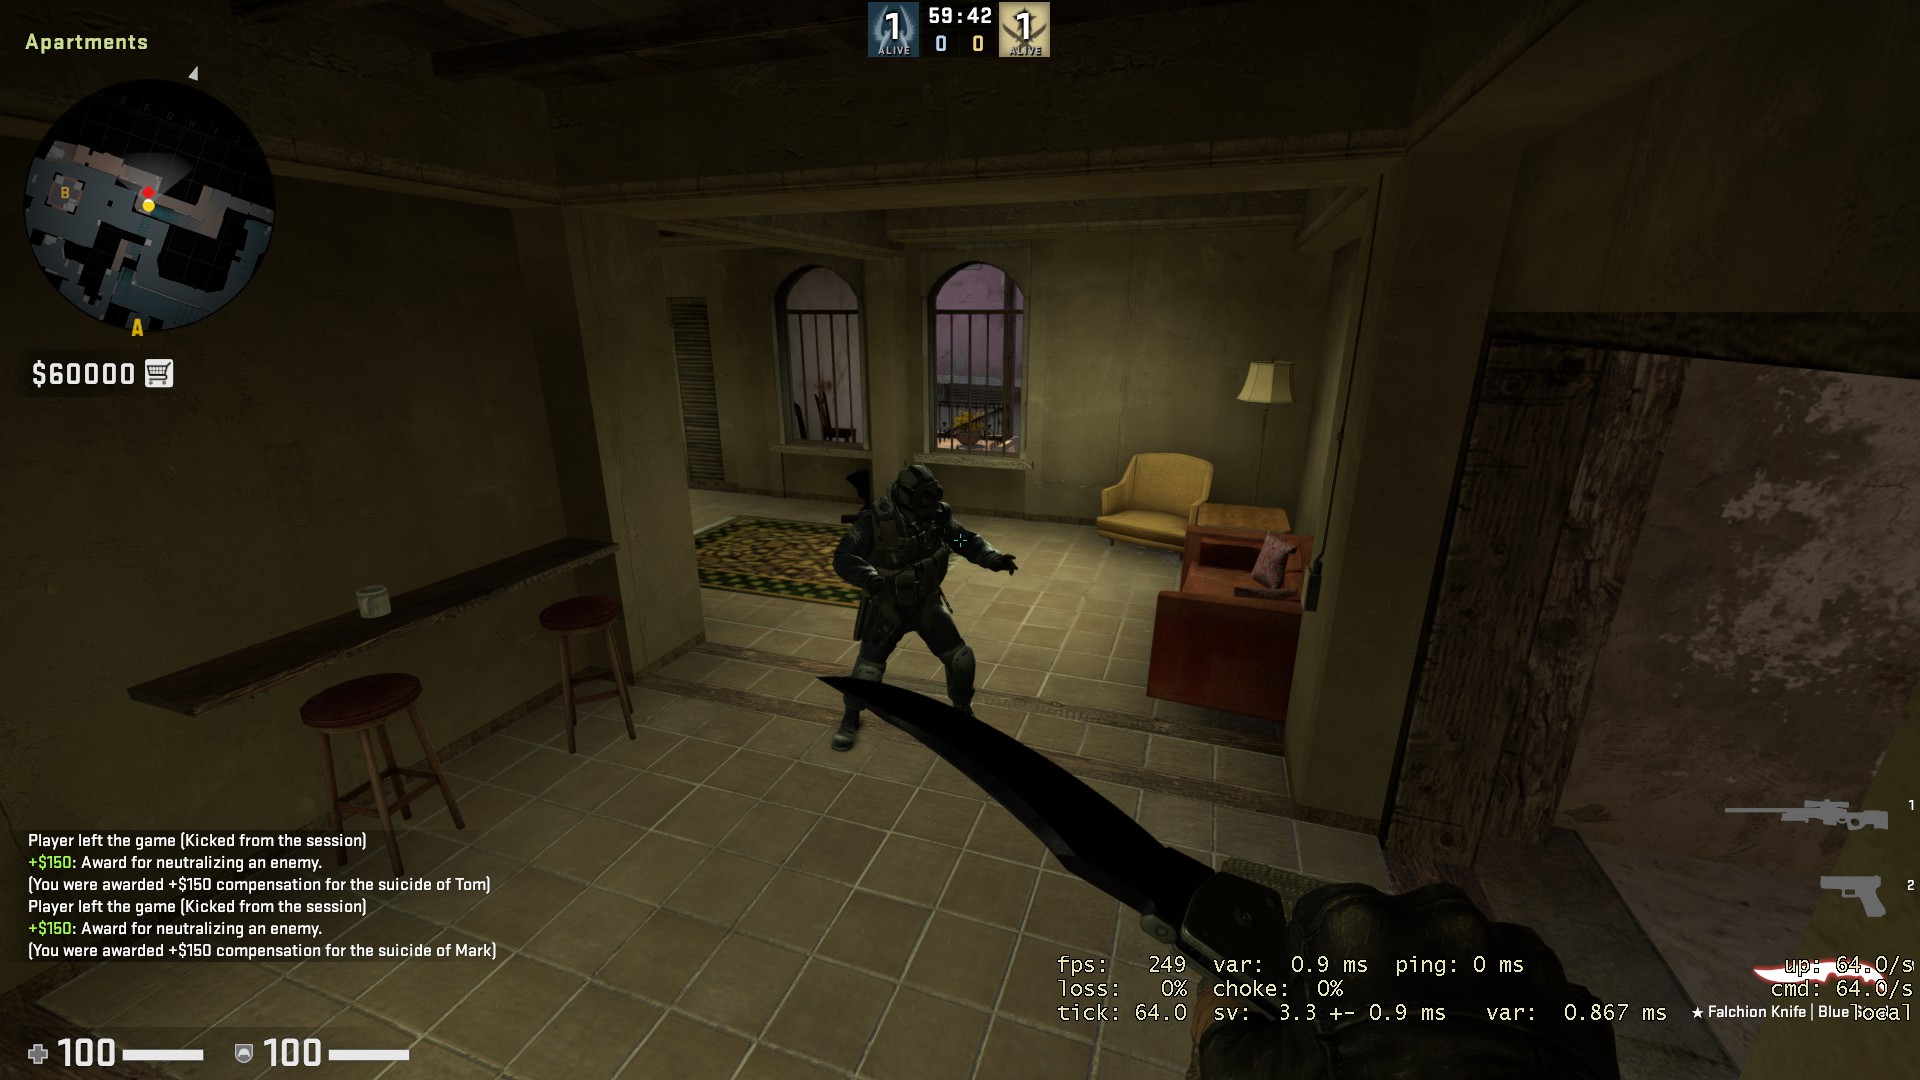 Apartments
1 59:42 1
ALIVE 0 0 ALIVE
B
A
$60000
1
2
Player left the game (Kicked from the session)
+$150: Award for neutralizing an enemy.
(You were awarded +$150 compensation for the suicide of Tom)
Player left the game (Kicked from the session)
+$150: Award for neutralizing an enemy.
(You were awarded +$150 compensation for the suicide of Mark)
fps: 249 var: 0.9 ms ping: 0 ms up: 64.0/s
loss: 0% choke: 0% cmd: 64.0/s
tick: 64.0 sv: 3.3 +- 0.9 ms var: 0.867 ms local
★ Falchion Knife | Blue
100 100